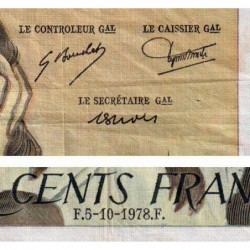 LE CONTROLEUR GAL LE CAISSIER GAL
LE SECRÉTAIRE GAL
CENTS FRAN
F.5-10-1978.F.